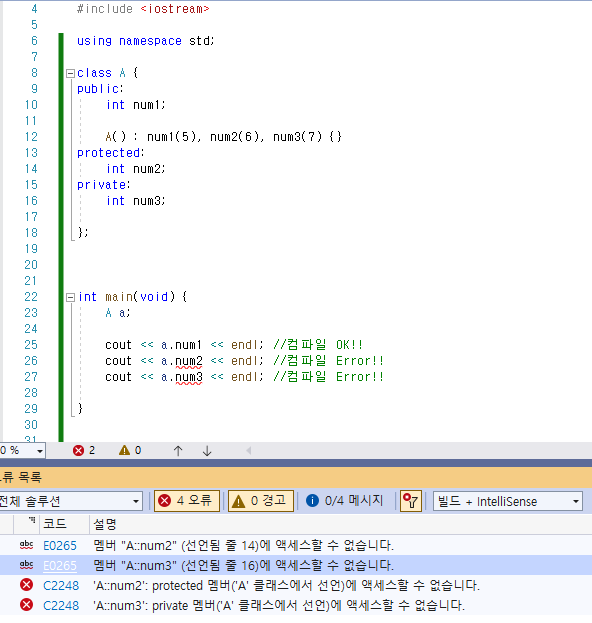 4 #include <iostream>
5
6 using namespace std;
7
8 class A {
9 public:
10 int num1;
11
12 A() : num1(5), num2(6), num3(7) {}
13 protected:
14 int num2;
15 private:
16 int num3;
17
18 };
19
20
21
22 int main(void) {
23 A a;
24
25 cout << a.num1 << endl; //컴파일 OK!!
26 cout << a.num2 << endl; //컴파일 Error!!
27 cout << a.num3 << endl; //컴파일 Error!!
28
29 }
30
31
0 % 2 0
류 목록
전체 솔루션 4 오류 0 경고 0/4 메시지 빌드 + IntelliSense
코드 설명
abc E0265 멤버 "A::num2" (선언됨 줄 14)에 액세스할 수 없습니다.
abc E0265 멤버 "A::num3" (선언됨 줄 16)에 액세스할 수 없습니다.
C2248 'A::num2': protected 멤버('A' 클래스에서 선언)에 액세스할 수 없습니다.
C2248 'A::num3': private 멤버('A' 클래스에서 선언)에 액세스할 수 없습니다.